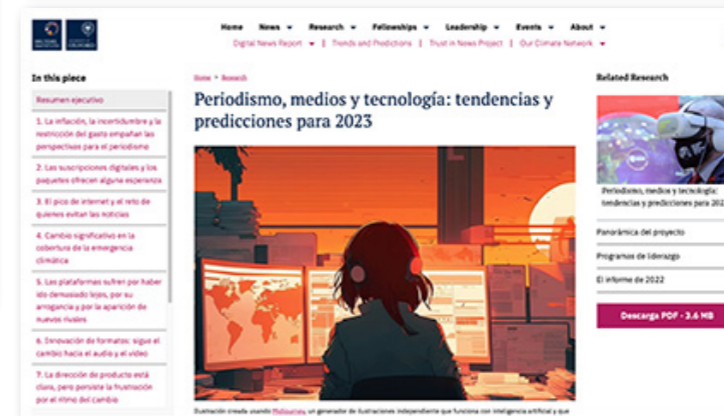 Home News Research Fellowships Leadership Events About
Digital News Report | Trends and Predictions | Trust in News Project | Our Climate Network
In this piece
Resumen ejecutivo
1. La inflación, la incertidumbre y la
restricción del gasto empañan las
perspectivas para el periodismo
2. Las suscripciones digitales y los
paquetes ofrecen alguna esperanza
3. El pico de internet y el reto de
quienes evitan las noticias
4. Cambio significativo en la
cobertura de la emergencia
climática
5. Las plataformas sufren por haber
ido demasiado lejos, por su
arrogancia y por la aparición de
nuevos rivales
6. Innovación de formatos: sigue el
cambio hacia el audio y el video
7. La dirección de producto está
clara, pero persiste la frustración
por el ritmo del cambio
Home Research
Periodismo, medios y tecnología: tendencias y
predicciones para 2023
Ilustración creada usando Midjourney, un generador de ilustraciones independiente que funciona con inteligencia artificial y que
Related Research
Periodismo, medios y tecnología:
tendencias y predicciones para 202
Panorámica del proyecto
Programas de liderazgo
El informe de 2022
Descarga PDF - 3.6 MB